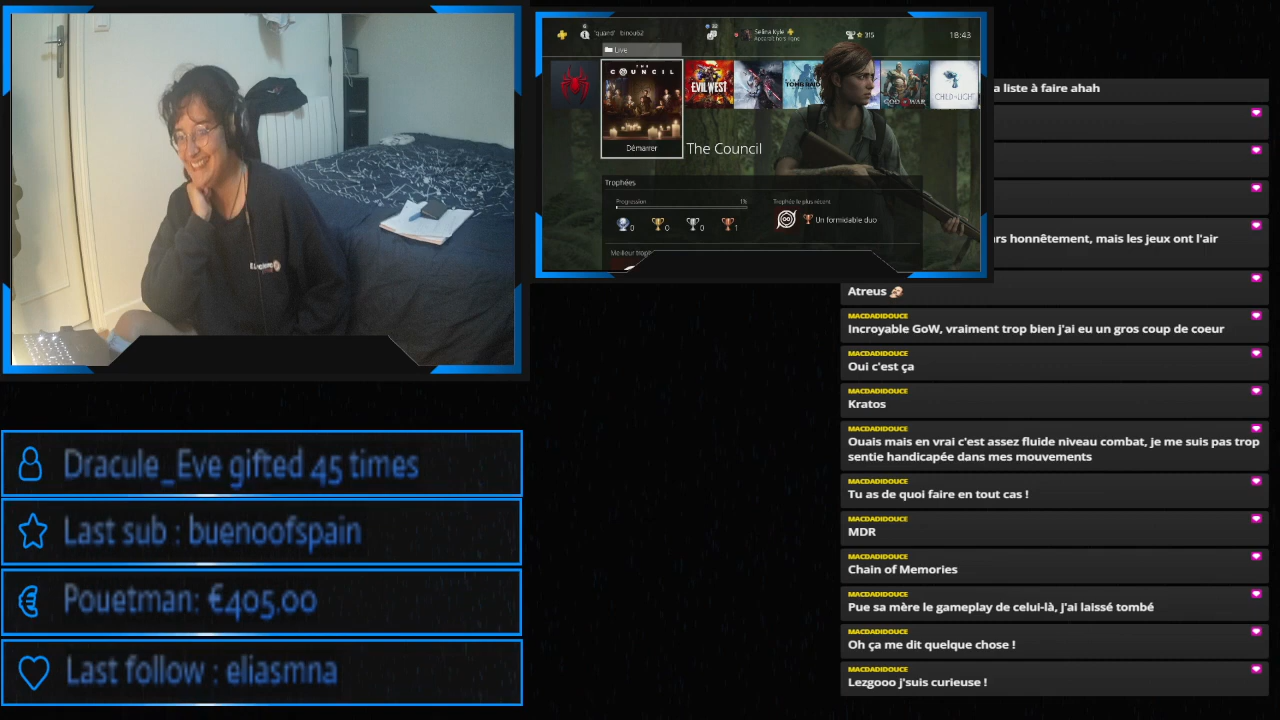 Selina Kyle
315
18:43
Live
THE COUNCIL
EVIL WEST
TOMB RAIDER
GOD WAR
CHILD LIGHT
Démarrer
The Council
Trophées
Progression
1%
Trophée le plus récent
0
0
0
1
Un formidable duo
Dracule_Eve gifted 45 times
Last sub : buenoofspain
Pouetman: €405,00
Last follow : eliasmna
a liste à faire ahah
rs honnêtement, mais les jeux ont l'air
Atreus
MACDADIDOUCE
Incroyable GoW, vraiment trop bien j'ai eu un gros coup de coeur
MACDADIDOUCE
Oui c'est ça
MACDADIDOUCE
Kratos
MACDADIDOUCE
Ouais mais en vrai c'est assez fluide niveau combat, je me suis pas trop
sentie handicapée dans mes mouvements
MACDADIDOUCE
Tu as de quoi faire en tout cas !
MACDADIDOUCE
MDR
MACDADIDOUCE
Chain of Memories
MACDADIDOUCE
Pue sa mère le gameplay de celui-là, j'ai laissé tombé
MACDADIDOUCE
Oh ça me dit quelque chose !
MACDADIDOUCE
Lezgooo j'suis curieuse !